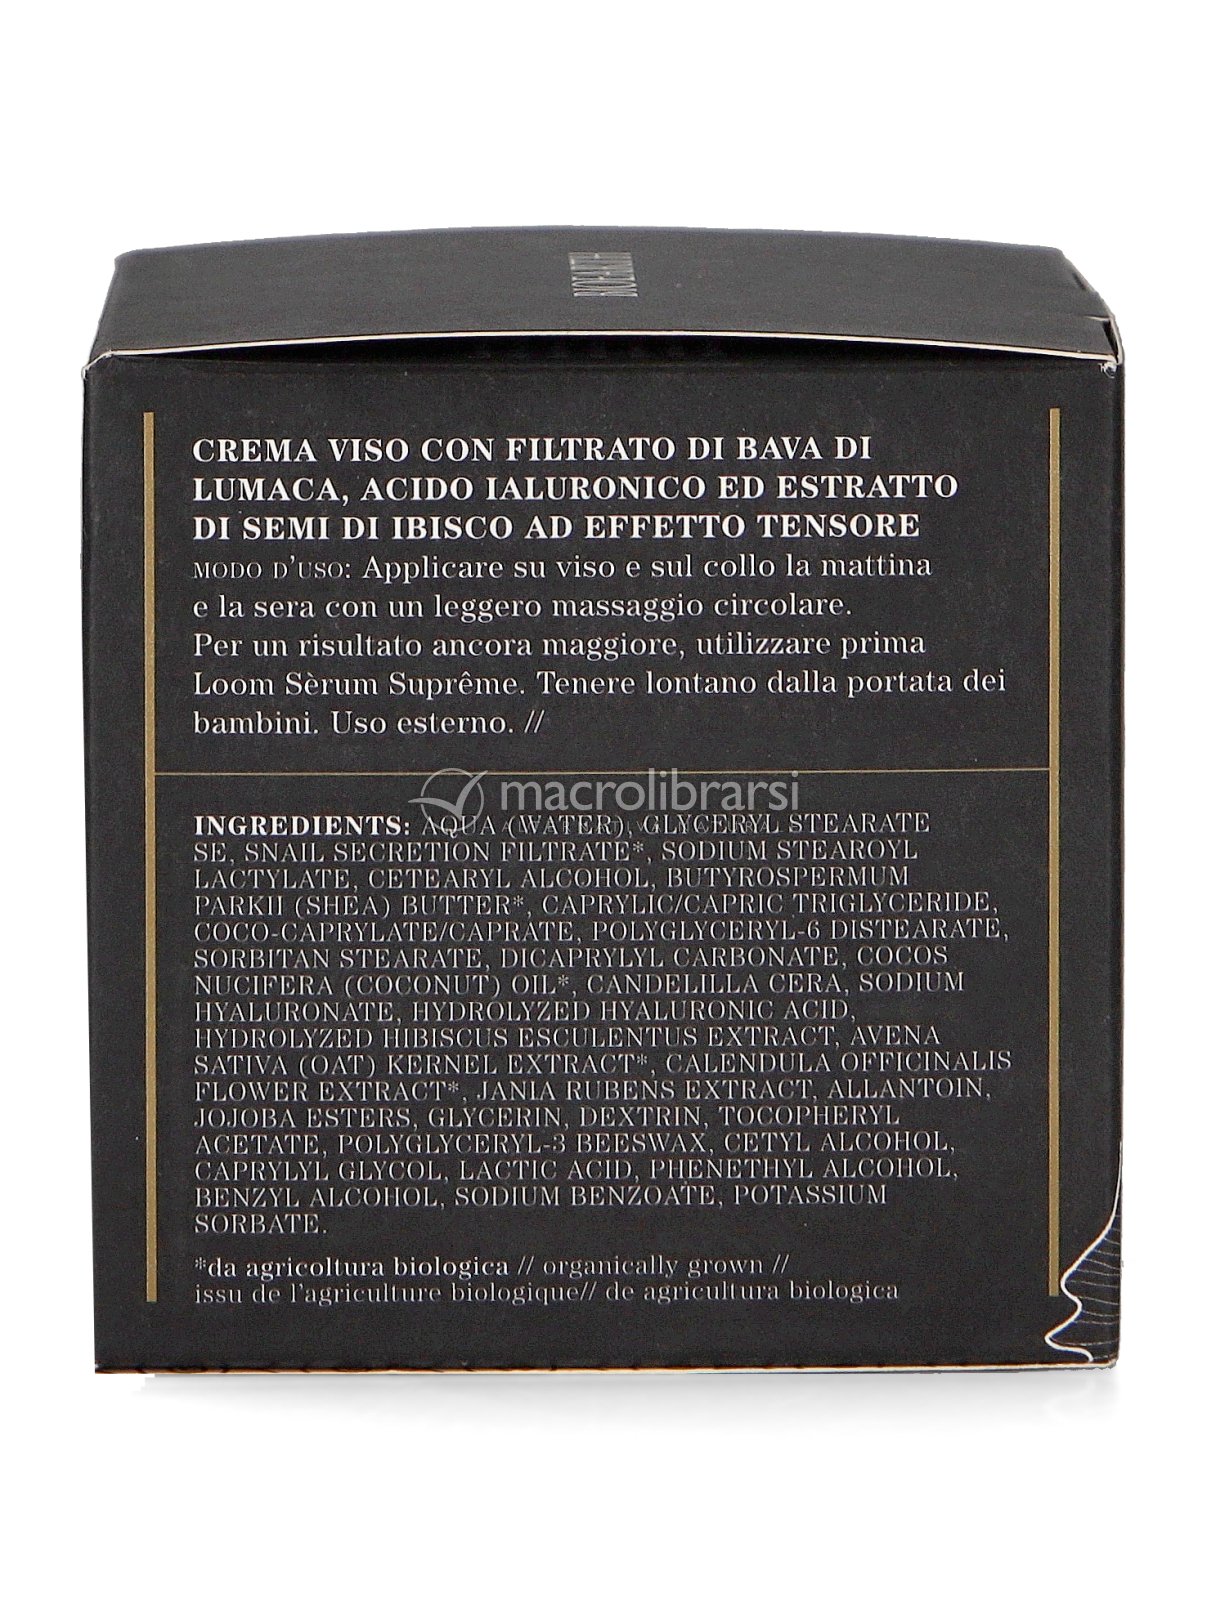 BIOEARTH
CREMA VISO CON FILTRATO DI BAVA DI
LUMACA, ACIDO IALURONICO ED ESTRATTO
DI SEMI DI IBISCO AD EFFETTO TENSORE
MODO D'USO: Applicare su viso e sul collo la mattina
e la sera con un leggero massaggio circolare.
Per un risultato ancora maggiore, utilizzare prima
Loom Sèrum Suprême. Tenere lontano dalla portata dei
bambini. Uso esterno. //
macrolibrarsi
INGREDIENTS: AQUA (WATER), GLYCERYL STEARATE
SE, SNAIL SECRETION FILTRATE*, SODIUM STEAROYL
LACTYLATE, CETEARYL ALCOHOL, BUTYROSPERMUM
PARKII (SHEA) BUTTER*, CAPRYLIC/CAPRIC TRIGLYCERIDE,
COCO-CAPRYLATE/CAPRATE, POLYGLYCERYL-6 DISTEARATE,
SORBITAN STEARATE, DICAPRYLYL CARBONATE, COCOS
NUCIFERA (COCONUT) OIL*, CANDELILLA CERA, SODIUM
HYALURONATE, HYDROLYZED HYALURONIC ACID,
HYDROLYZED HIBISCUS ESCULENTUS EXTRACT, AVENA
SATIVA (OAT) KERNEL EXTRACT*, CALENDULA OFFICINALIS
FLOWER EXTRACT*, JANIA RUBENS EXTRACT, ALLANTOIN,
JOJOBA ESTERS, GLYCERIN, DEXTRIN, TOCOPHERYL
ACETATE, POLYGLYCERYL-3 BEESWAX, CETYL ALCOHOL,
CAPRYLYL GLYCOL, LACTIC ACID, PHENETHYL ALCOHOL,
BENZYL ALCOHOL, SODIUM BENZOATE, POTASSIUM
SORBATE.
*da agricoltura biologica // organically grown //
issu de l'agriculture biologique// de agricultura biologica